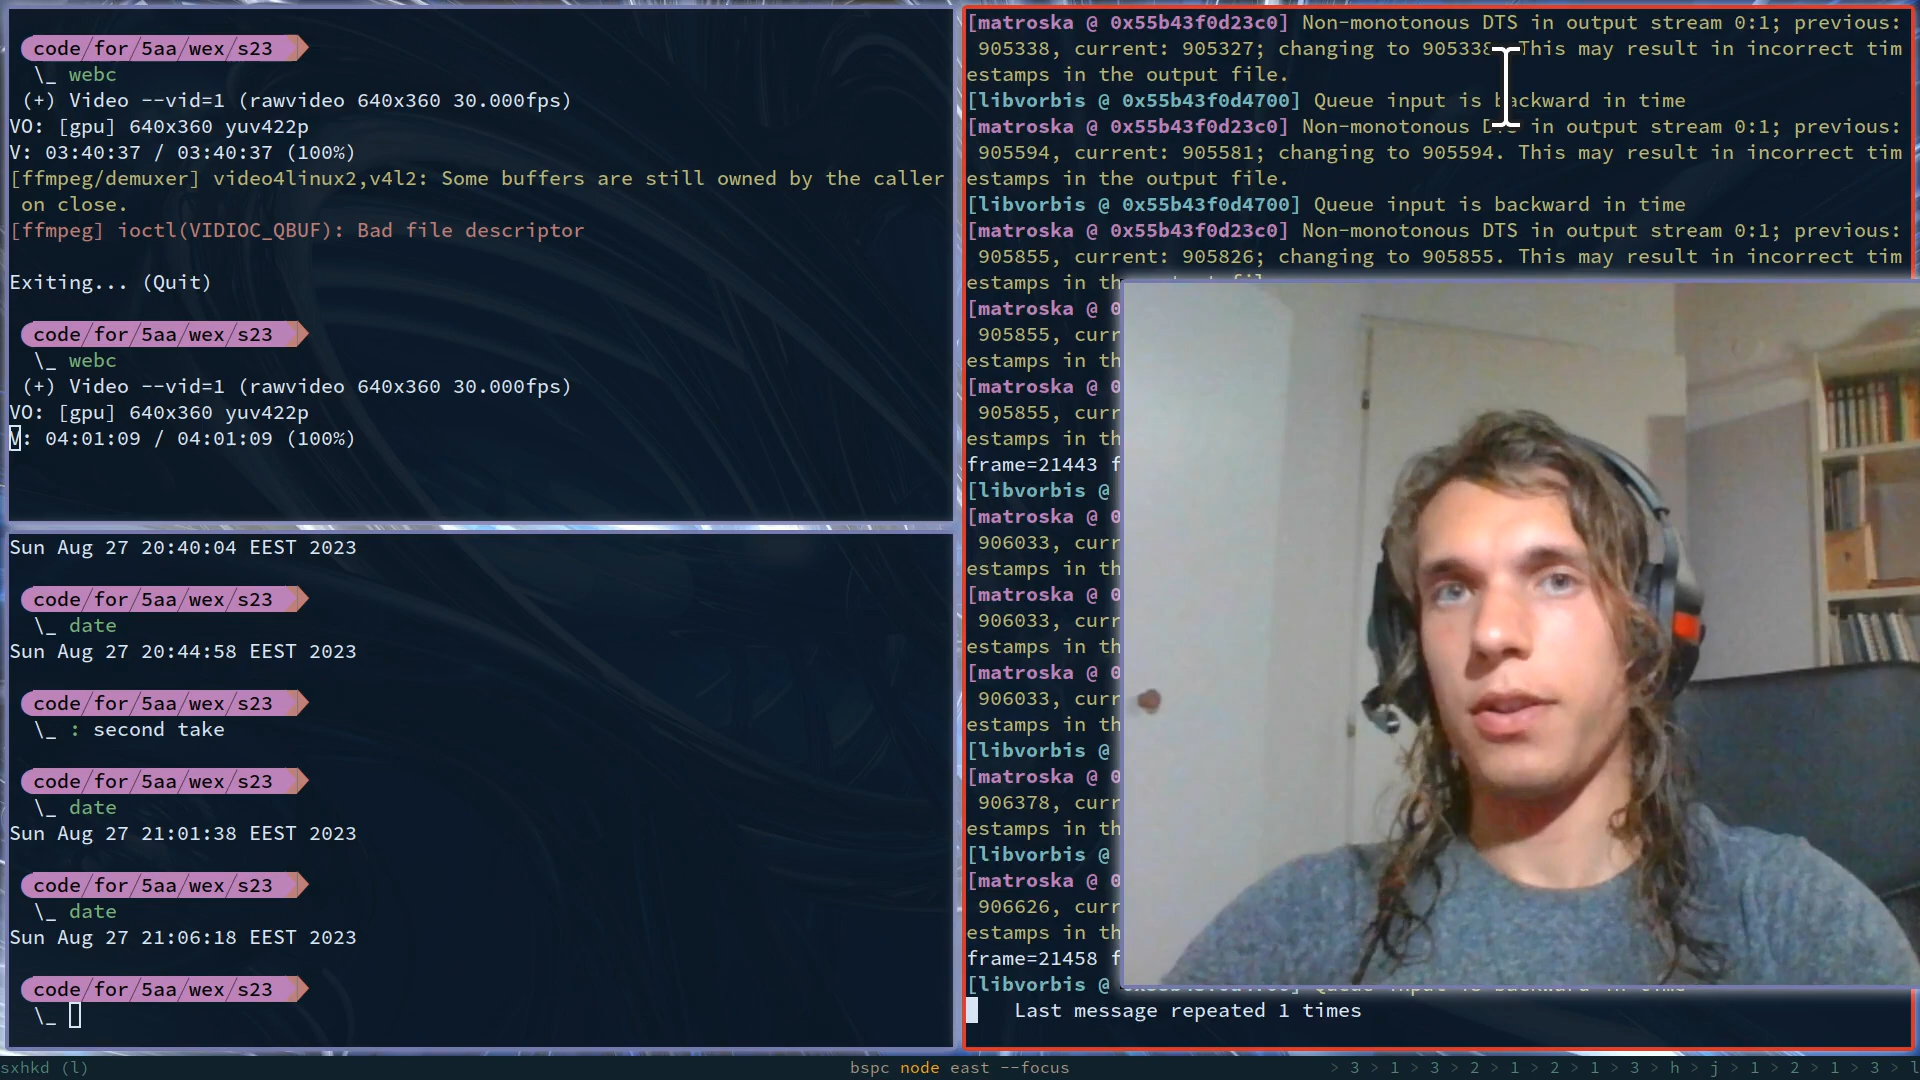 code/for/5aa/wex/s23
\_ webc
(+) Video --vid=1 (rawvideo 640x360 30.000fps)
VO: [gpu] 640x360 yuv422p
V: 03:40:37 / 03:40:37 (100%)
[ffmpeg/demuxer] video4linux2,v4l2: Some buffers are still owned by the caller
on close.
[ffmpeg] ioctl(VIDIOC_QBUF): Bad file descriptor
Exiting... (Quit)
code/for/5aa/wex/s23
\_ webc
(+) Video --vid=1 (rawvideo 640x360 30.000fps)
VO: [gpu] 640x360 yuv422p
V: 04:01:09 / 04:01:09 (100%)
Sun Aug 27 20:40:04 EEST 2023
code/for/5aa/wex/s23
\_ date
Sun Aug 27 20:44:58 EEST 2023
code/for/5aa/wex/s23
\_ : second take
code/for/5aa/wex/s23
\_ date
Sun Aug 27 21:01:38 EEST 2023
code/for/5aa/wex/s23
\_ date
Sun Aug 27 21:06:18 EEST 2023
code/for/5aa/wex/s23
\_
[matroska @ 0x55b43f0d23c0] Non-monotonous DTS in output stream 0:1; previous:
905338, current: 905327; changing to 905338. This may result in incorrect tim
estamps in the output file.
[libvorbis @ 0x55b43f0d4700] Queue input is backward in time
[matroska @ 0x55b43f0d23c0] Non-monotonous DTS in output stream 0:1; previous:
905594, current: 905581; changing to 905594. This may result in incorrect tim
estamps in the output file.
[libvorbis @ 0x55b43f0d4700] Queue input is backward in time
[matroska @ 0x55b43f0d23c0] Non-monotonous DTS in output stream 0:1; previous:
905855, current: 905826; changing to 905855. This may result in incorrect tim
estamps in th
[matroska @ 0
905855, curr
estamps in th
[matroska @ 0
905855, curr
estamps in th
frame=21443 f
[libvorbis @
[matroska @ 0
906033, curr
estamps in th
[matroska @ 0
906033, curr
estamps in th
[matroska @ 0
906033, curr
estamps in th
[libvorbis @
[matroska @ 0
906378, curr
estamps in th
[libvorbis @
[matroska @ 0
906626, curr
estamps in th
frame=21458 f
[libvorbis @
Last message repeated 1 times
sxhkd (l)
bspc node east --focus
> 3 > 1 > 3 > 2 > 1 > 2 > 1 > 3 > h > j > 1 > 2 > 1 > 3 > l